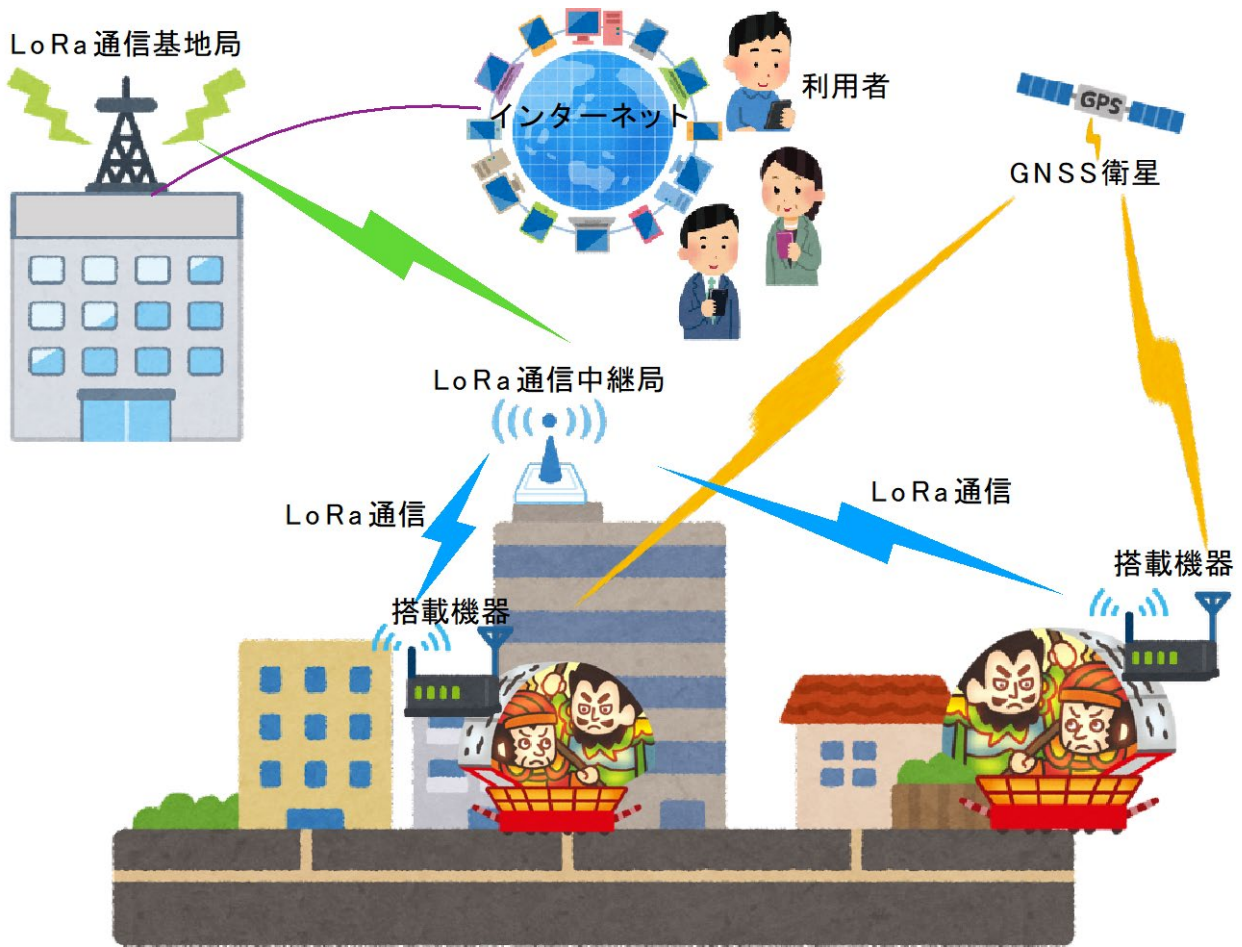 LoRa通信基地局
インターネット
利用者
GPS
GNSS衛星
LoRa通信中継局
LoRa通信
LoRa通信
搭載機器
搭載機器